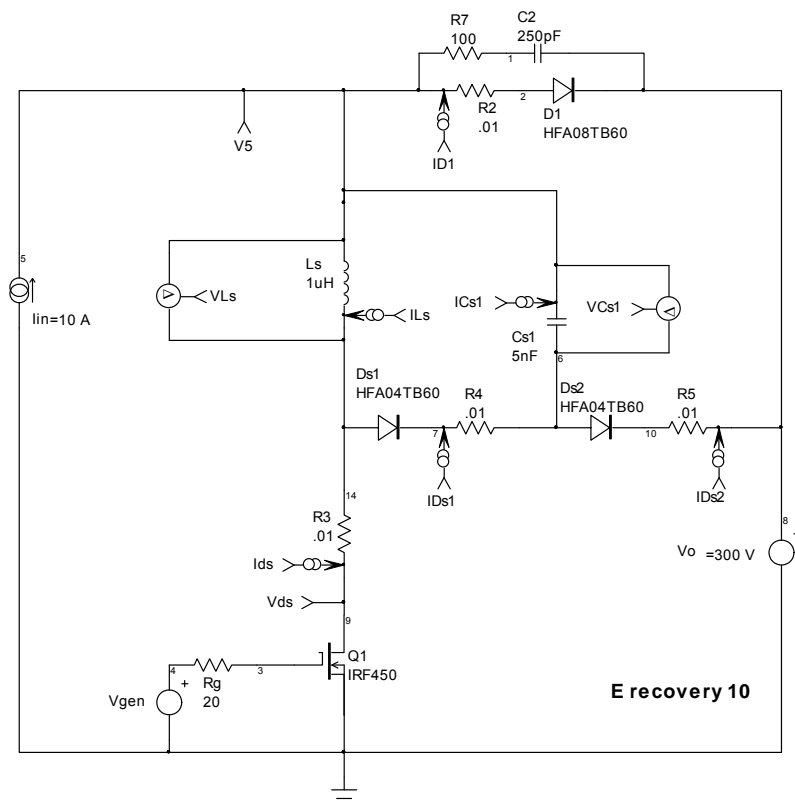 R7
100
C2
250pF
1
R2
.01
2
D1
HFA08TB60
V5
ID1
5
Iin=10 A
VLs
Ls
1uH
ILs
ICs1
VCs1
Cs1
5nF
6
Ds1
HFA04TB60
R4
.01
7
Ds2
HFA04TB60
R5
.01
10
IDs1
IDs2
14
R3
.01
Ids
Vds
9
8
Vo =300 V
Q1
IRF450
4
+
Rg
20
3
Vgen
E recovery 10